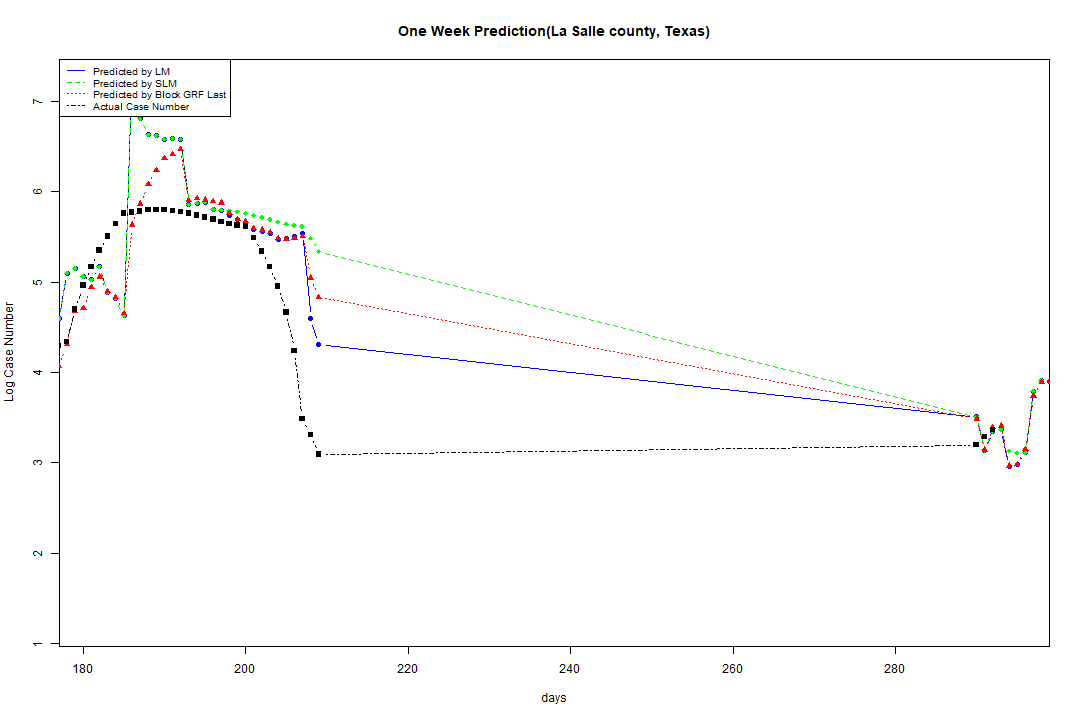 One Week Prediction(La Salle county, Texas)
Predicted by LM
Predicted by SLM
Predicted by Block GRF Last
Actual Case Number
7
6
5
4
3
2
1
Log Case Number
180 200 220 240 260 280
days